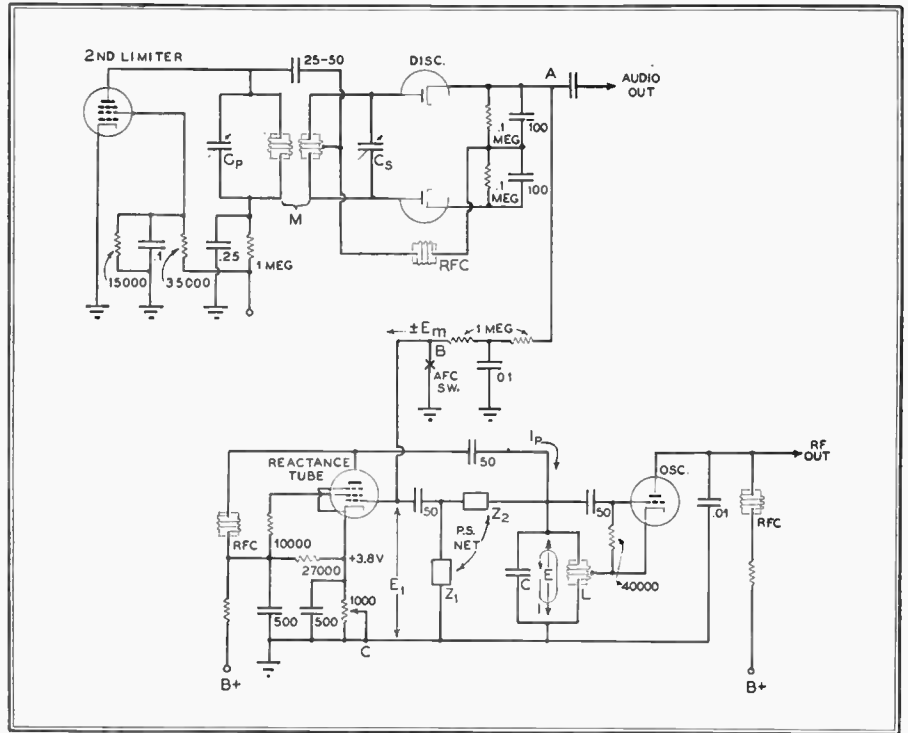 2ND LIMITER
25-50
DISC.
A
AUDIO
OUT
CP
M
CS
.1
MEG
100
.1
MEG
100
RFC
15000
.1
35000
.25
1 MEG
±Em
1 MEG
B
AFC
SW.
.01
50
IP
REACTANCE
TUBE
OSC.
RF
OUT
50
Z2
50
.01
RFC
RFC
10000
27000
+3.8V
P.S.
NET
E1
Z1
C
E
I
L
40000
500
500
1000
C
B+
B+